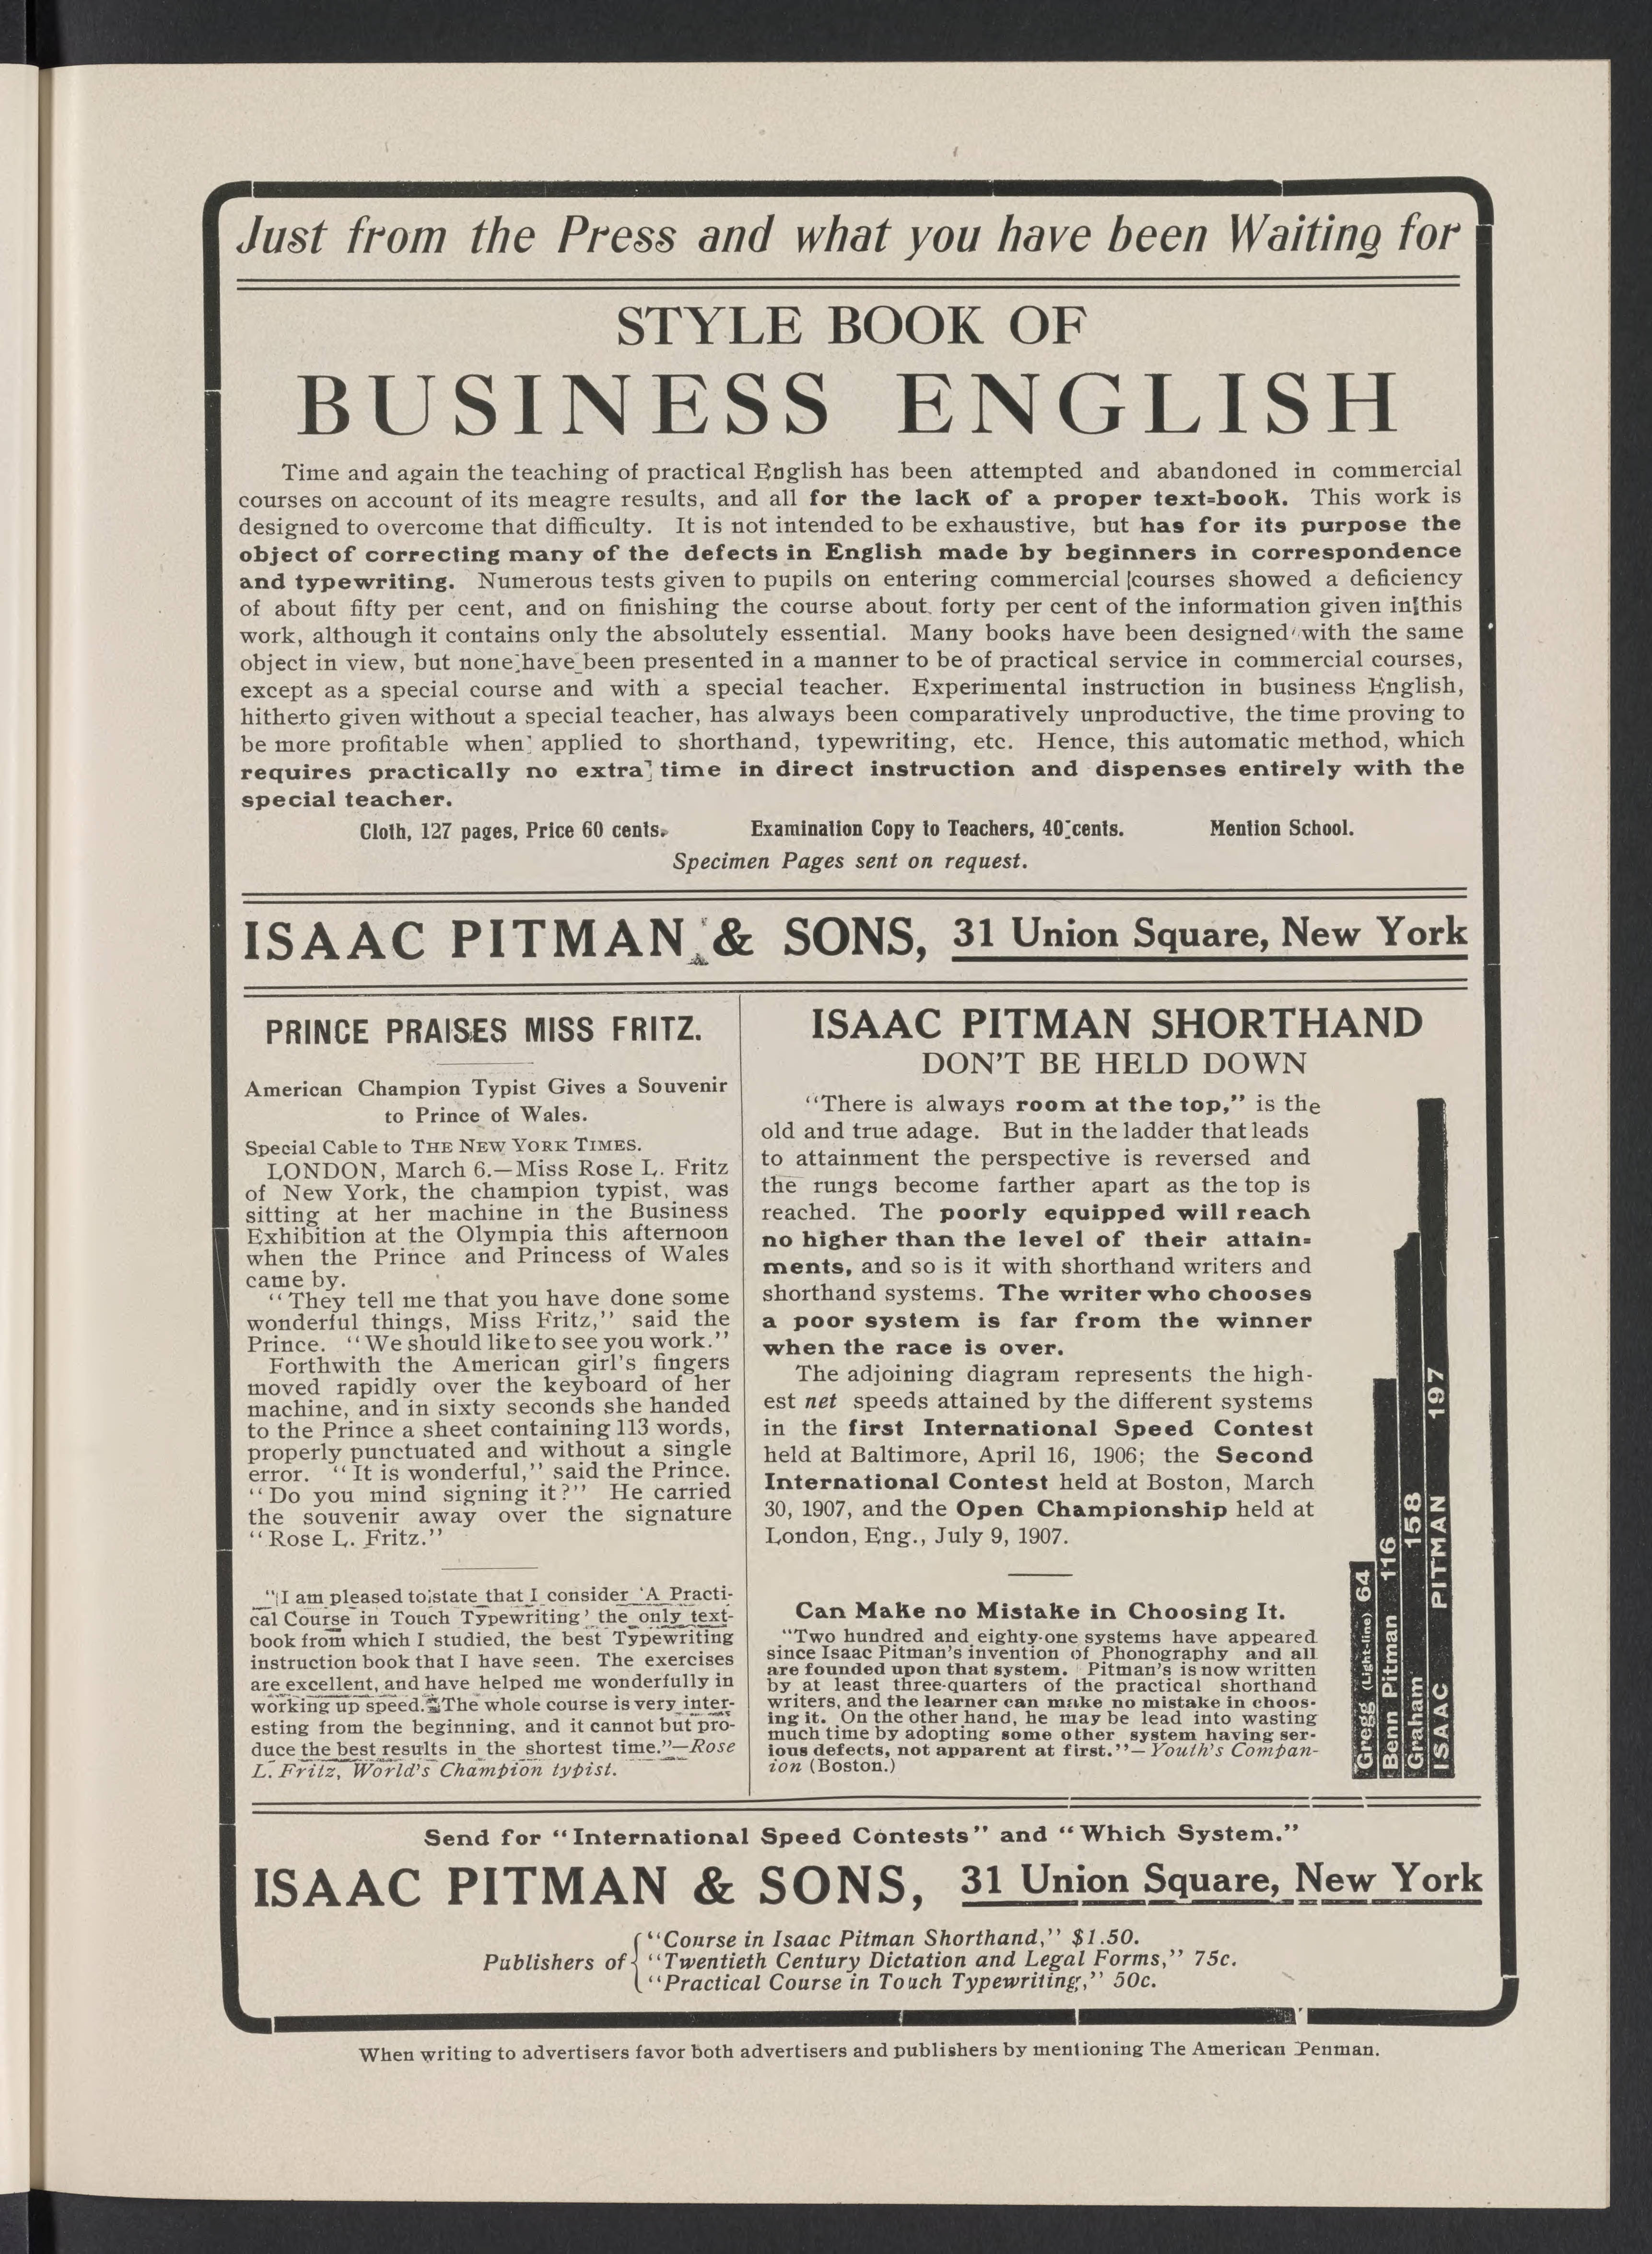 Just from the Press and what you have been Waiting for
STYLE BOOK OF
BUSINESS ENGLISH
Time and again the teaching of practical English has been attempted and abandoned in commercial
courses on account of its meagre results, and all for the lack of a proper text=book. This work is
designed to overcome that difficulty. It is not intended to be exhaustive, but has for its purpose the
object of correcting many of the defects in English made by beginners in correspondence
and typewriting. Numerous tests given to pupils on entering commercial courses showed a deficiency
of about fifty per cent, and on finishing the course about forty per cent of the information given in this
work, although it contains only the absolutely essential. Many books have been designed with the same
object in view, but none have been presented in a manner to be of practical service in commercial courses,
except as a special course and with a special teacher. Experimental instruction in business English,
hitherto given without a special teacher, has always been comparatively unproductive, the time proving to
be more profitable when applied to shorthand, typewriting, etc. Hence, this automatic method, which
requires practically no extra time in direct instruction and dispenses entirely with the
special teacher.
Cloth, 127 pages, Price 60 cents. Examination Copy to Teachers, 40 cents. Mention School.
Specimen Pages sent on request.
ISAAC PITMAN & SONS, 31 Union Square, New York
PRINCE PRAISES MISS FRITZ.
American Champion Typist Gives a Souvenir
to Prince of Wales.
Special Cable to THE NEW YORK TIMES.
LONDON, March 6.—Miss Rose L. Fritz
of New York, the champion typist, was
sitting at her machine in the Business
Exhibition at the Olympia this afternoon
when the Prince and Princess of Wales
came by.
"They tell me that you have done some
wonderful things, Miss Fritz," said the
Prince. "We should like to see you work."
Forthwith the American girl's fingers
moved rapidly over the keyboard of her
machine, and in sixty seconds she handed
to the Prince a sheet containing 113 words,
properly punctuated and without a single
error. "It is wonderful," said the Prince.
"Do you mind signing it?" He carried
the souvenir away over the signature
"Rose L. Fritz."
"I am pleased to state that I consider 'A Practi-
cal Course in Touch Typewriting' the only text-
book from which I studied, the best Typewriting
instruction book that I have seen. The exercises
are excellent, and have helped me wonderfully in
working up speed. The whole course is very inter-
esting from the beginning, and it cannot but pro-
duce the best results in the shortest time."—Rose
L. Fritz, World's Champion typist.
ISAAC PITMAN SHORTHAND
DON'T BE HELD DOWN
"There is always room at the top," is the
old and true adage. But in the ladder that leads
to attainment the perspective is reversed and
the rungs become farther apart as the top is
reached. The poorly equipped will reach
no higher than the level of their attain=
ments, and so is it with shorthand writers and
shorthand systems. The writer who chooses
a poor system is far from the winner
when the race is over.
The adjoining diagram represents the high-
est net speeds attained by the different systems
in the first International Speed Contest
held at Baltimore, April 16, 1906; the Second
International Contest held at Boston, March
30, 1907, and the Open Championship held at
London, Eng., July 9, 1907.
Can Make no Mistake in Choosing It.
"Two hundred and eighty-one systems have appeared
since Isaac Pitman's invention of Phonography and all
are founded upon that system. Pitman's is now written
by at least three-quarters of the practical shorthand
writers, and the learner can make no mistake in choos-
ing it. On the other hand, he may be lead into wasting
much time by adopting some other system having ser-
ious defects, not apparent at first."—Youth's Compan-
ion (Boston.)
Gregg (Light-line) 64
Benn Pitman 116
Graham 158
ISAAC PITMAN 197
Send for "International Speed Contests" and "Which System."
ISAAC PITMAN & SONS, 31 Union Square, New York
Publishers of
"Course in Isaac Pitman Shorthand," $1.50.
"Twentieth Century Dictation and Legal Forms," 75c.
"Practical Course in Touch Typewriting," 50c.
When writing to advertisers favor both advertisers and publishers by mentioning The American Penman.